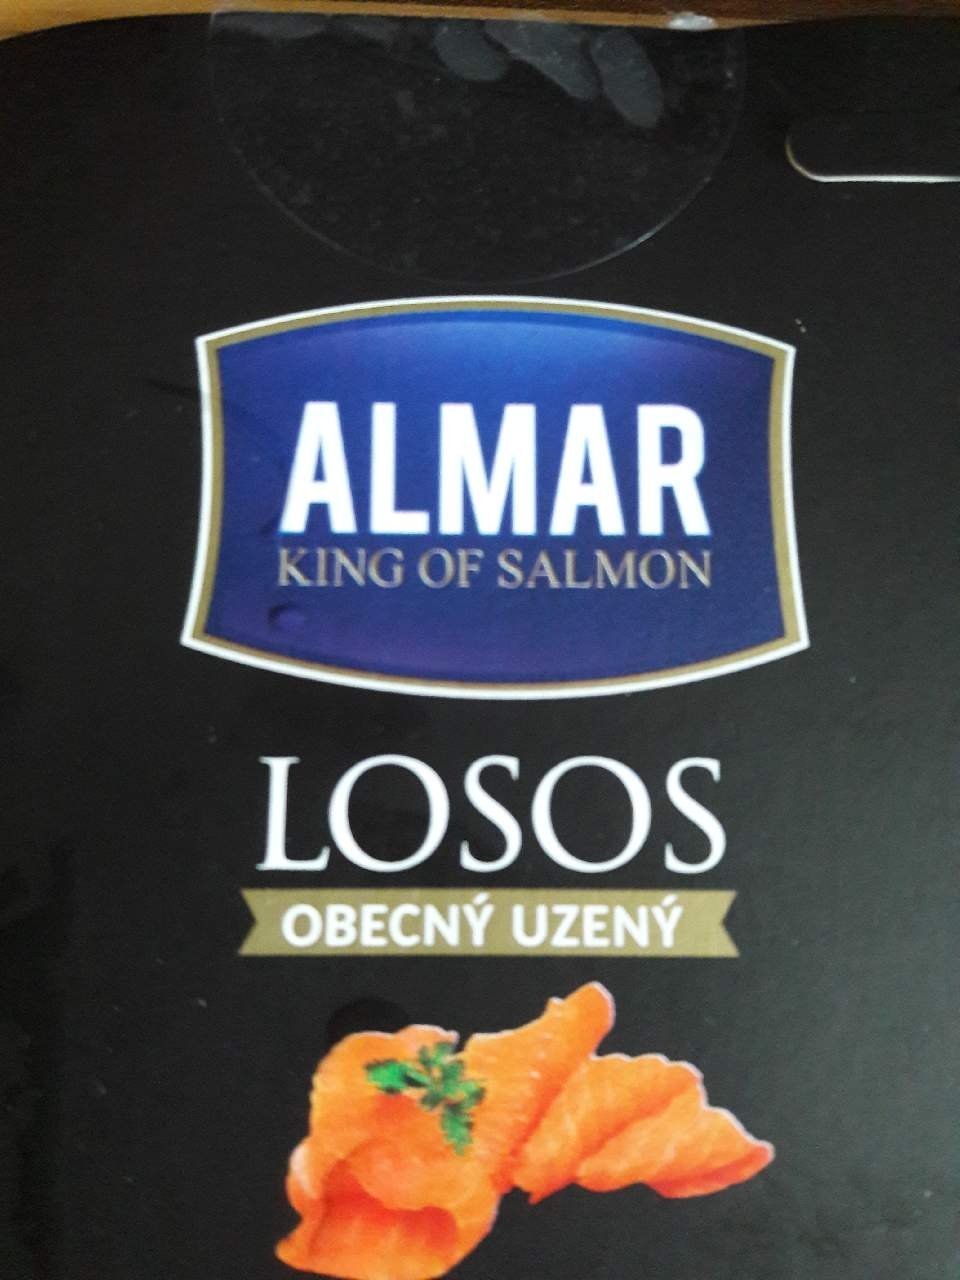 ALMAR
KING OF SALMON
LOSOS
OBECNÝ UZENÝ